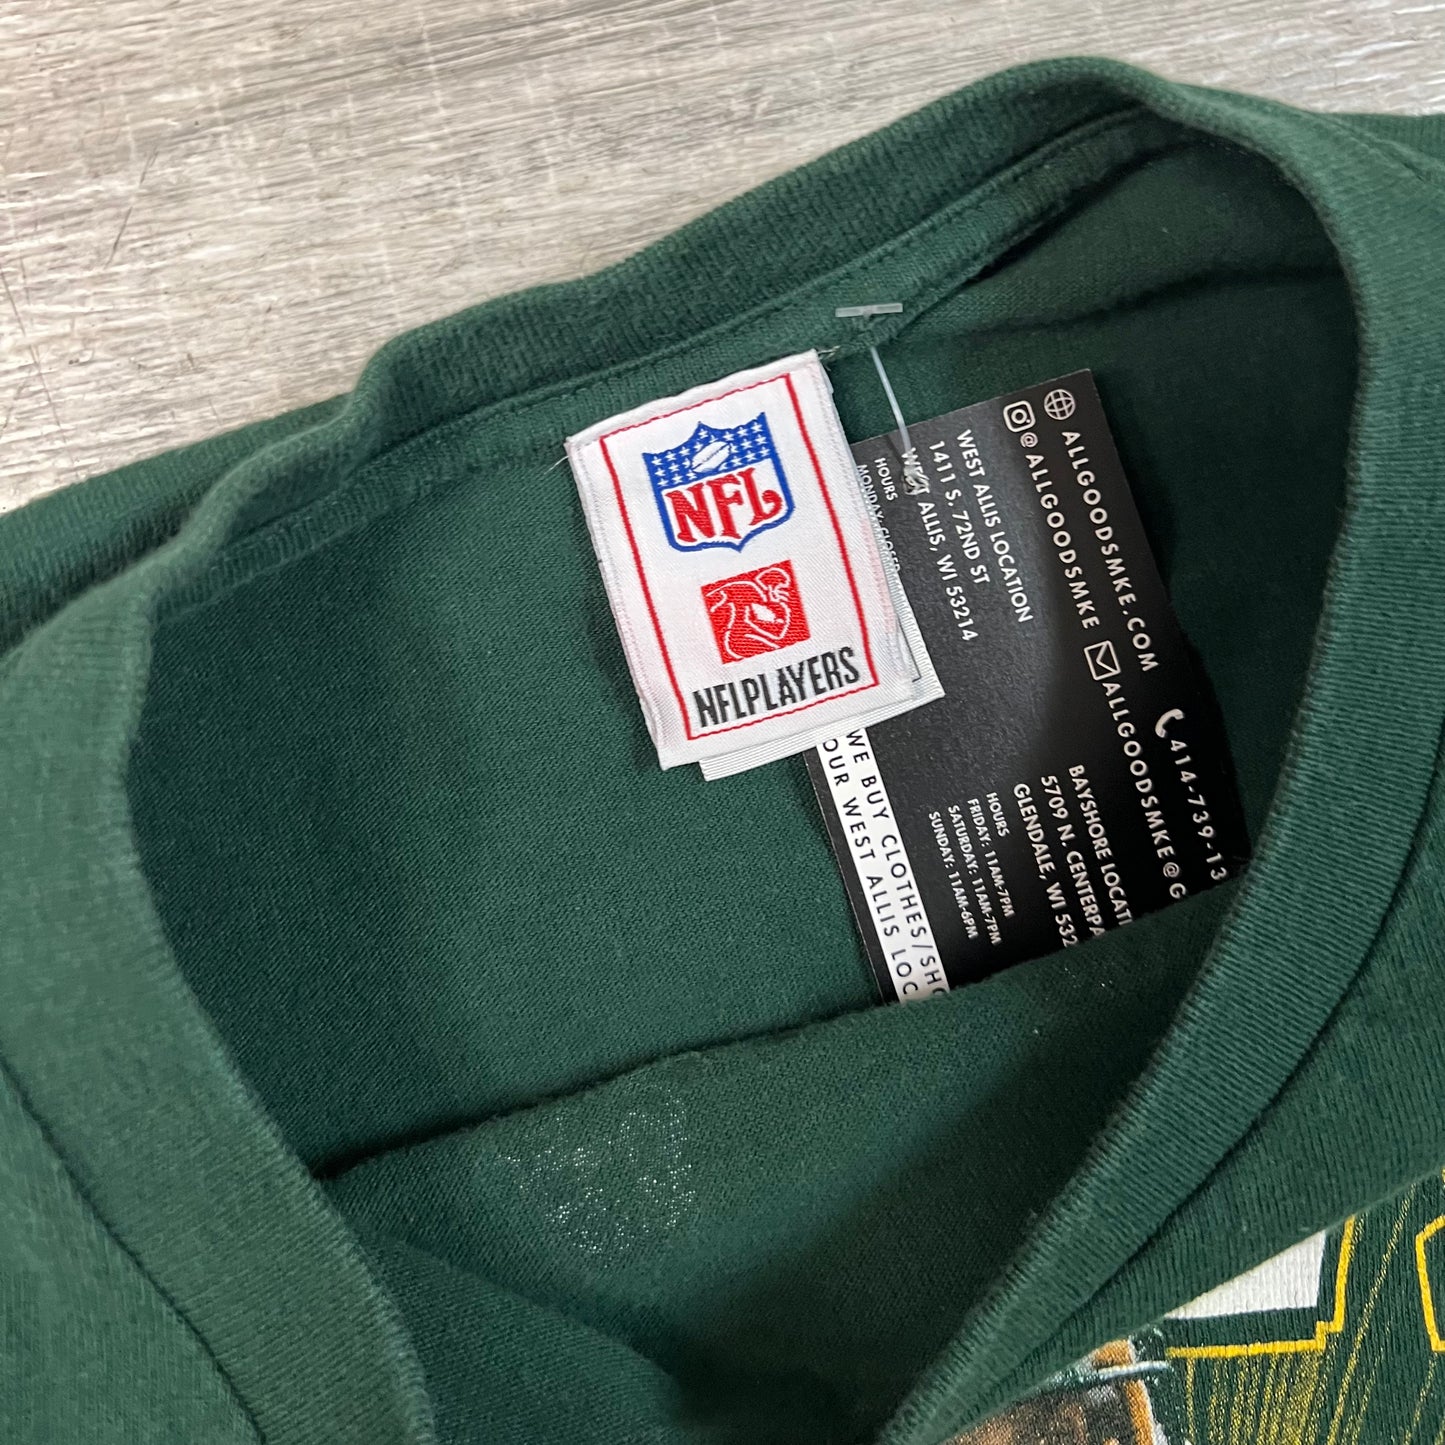 NFL
NFLPLAYERS
ALLGOODSMKE.COM
@ALLGOODSMKE
ALLGOODSMKE@G
414-739-13
WEST ALLIS LOCATION
1411 S. 72ND ST
WEST ALLIS, WI 53214
HOURS
MONDAY: CLOSED
BAYSHORE LOCATI
5709 N. CENTERPA
GLENDALE, WI 532
HOURS
FRIDAY: 11AM-7PM
SATURDAY: 11AM-7PM
SUNDAY: 11AM-6PM
WE BUY CLOTHES/SHO
OUR WEST ALLIS LOC